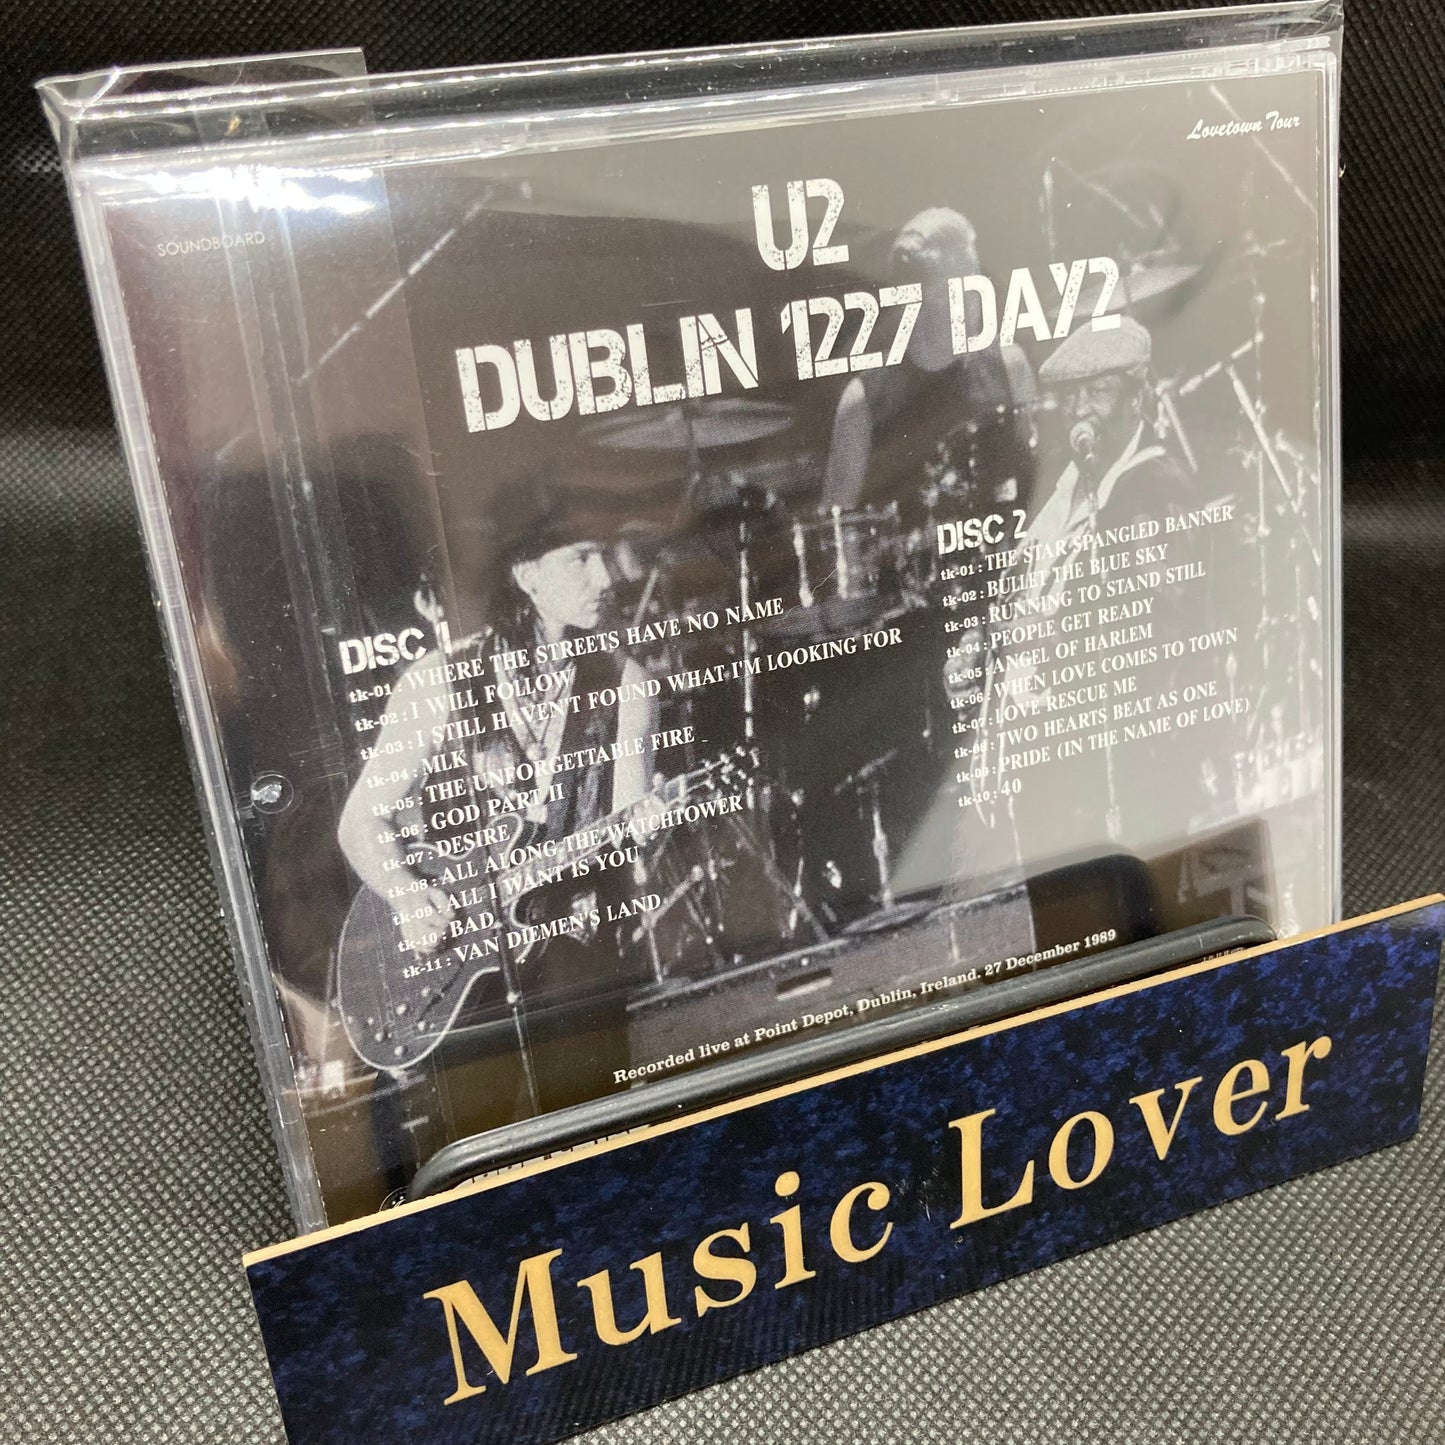 Lovetown Tour
SOUNDBOARD
U2
DUBLIN 1227 DAY2
DISC 1
tk-01 : WHERE THE STREETS HAVE NO NAME
tk-02 : I WILL FOLLOW
tk-03 : I STILL HAVEN'T FOUND WHAT I'M LOOKING FOR
tk-04 : MLK
tk-05 : THE UNFORGETTABLE FIRE
tk-06 : GOD PART II
tk-07 : DESIRE
tk-08 : ALL ALONG THE WATCHTOWER
tk-09 : ALL I WANT IS YOU
tk-10 : BAD
tk-11 : VAN DIEMEN'S LAND
DISC 2
tk-01 : THE STAR SPANGLED BANNER
tk-02 : BULLET THE BLUE SKY
tk-03 : RUNNING TO STAND STILL
tk-04 : PEOPLE GET READY
tk-05 : ANGEL OF HARLEM
tk-06 : WHEN LOVE COMES TO TOWN
tk-07 : LOVE RESCUE ME
tk-08 : TWO HEARTS BEAT AS ONE
tk-09 : PRIDE (IN THE NAME OF LOVE)
tk-10 : 40
Recorded live at Point Depot, Dublin, Ireland. 27 December 1989
Music Lover